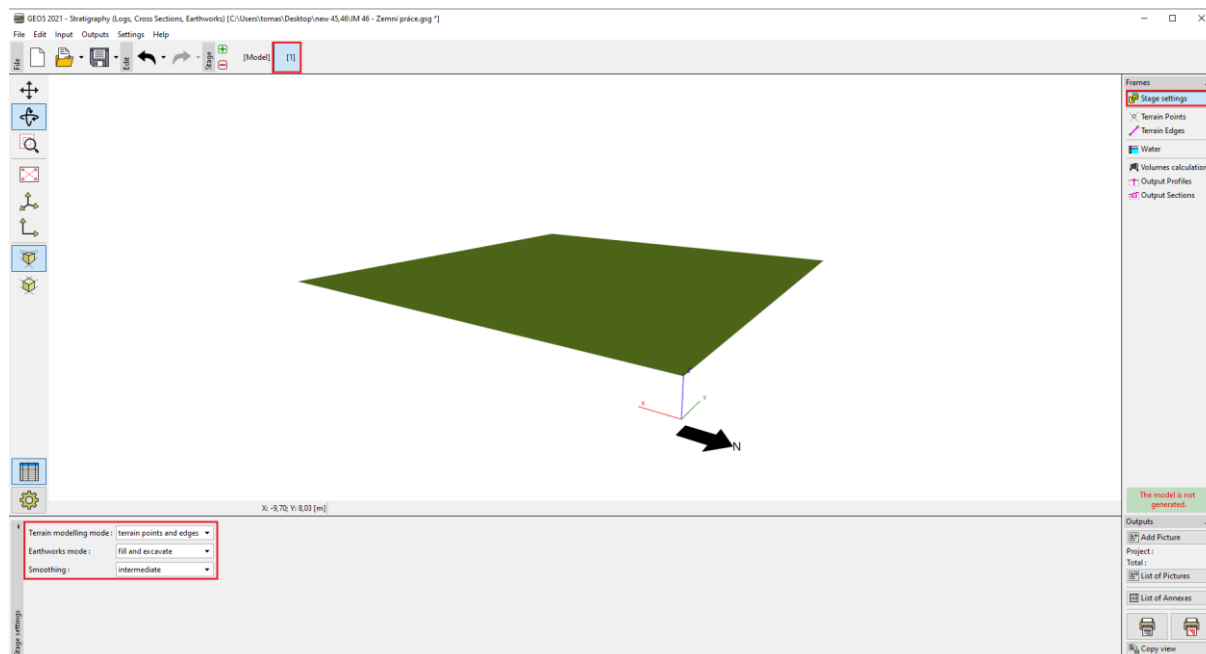 GEO5 2021 - Stratigraphy (Logs, Cross Sections, Earthworks) [C:\Users\tomas\Desktop\new 45,46\IM 46 - Zemní práce.gsg *]
File Edit Input Outputs Settings Help
File
Edit
Stage
[Model]
[1]
Frames
Stage settings
Terrain Points
Terrain Edges
Water
Volumes calculation
Output Profiles
Output Sections
Z
X
Y
N
X: -9,70; Y: 8,03 [m]
The model is not
generated.
Terrain modelling mode : terrain points and edges
Earthworks mode : fill and excavate
Smoothing : intermediate
Stage settings
Outputs
Add Picture
Project :
Total :
List of Pictures
List of Annexes
Copy view